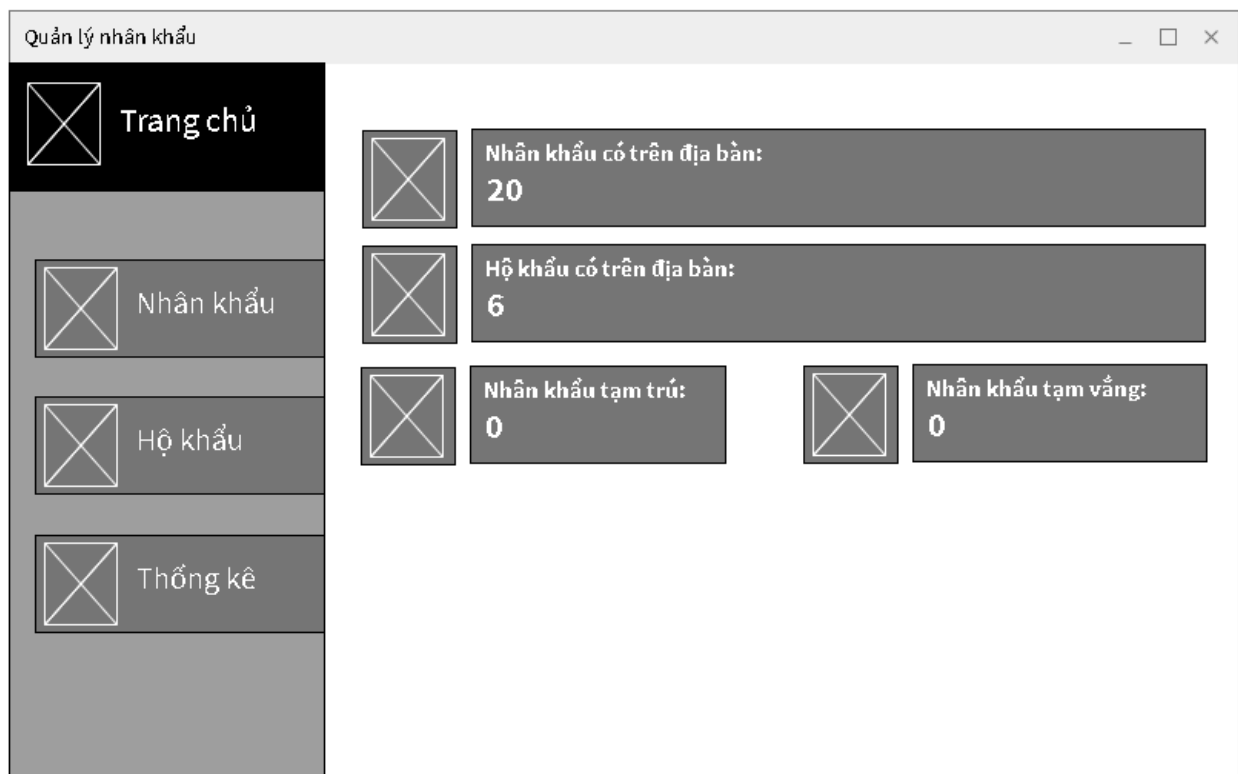 Quản lý nhân khẩu
Trang chủ
Nhân khẩu
Hộ khẩu
Thống kê
Nhân khẩu có trên địa bàn:
20
Hộ khẩu có trên địa bàn:
6
Nhân khẩu tạm trú:
0
Nhân khẩu tạm vắng:
0